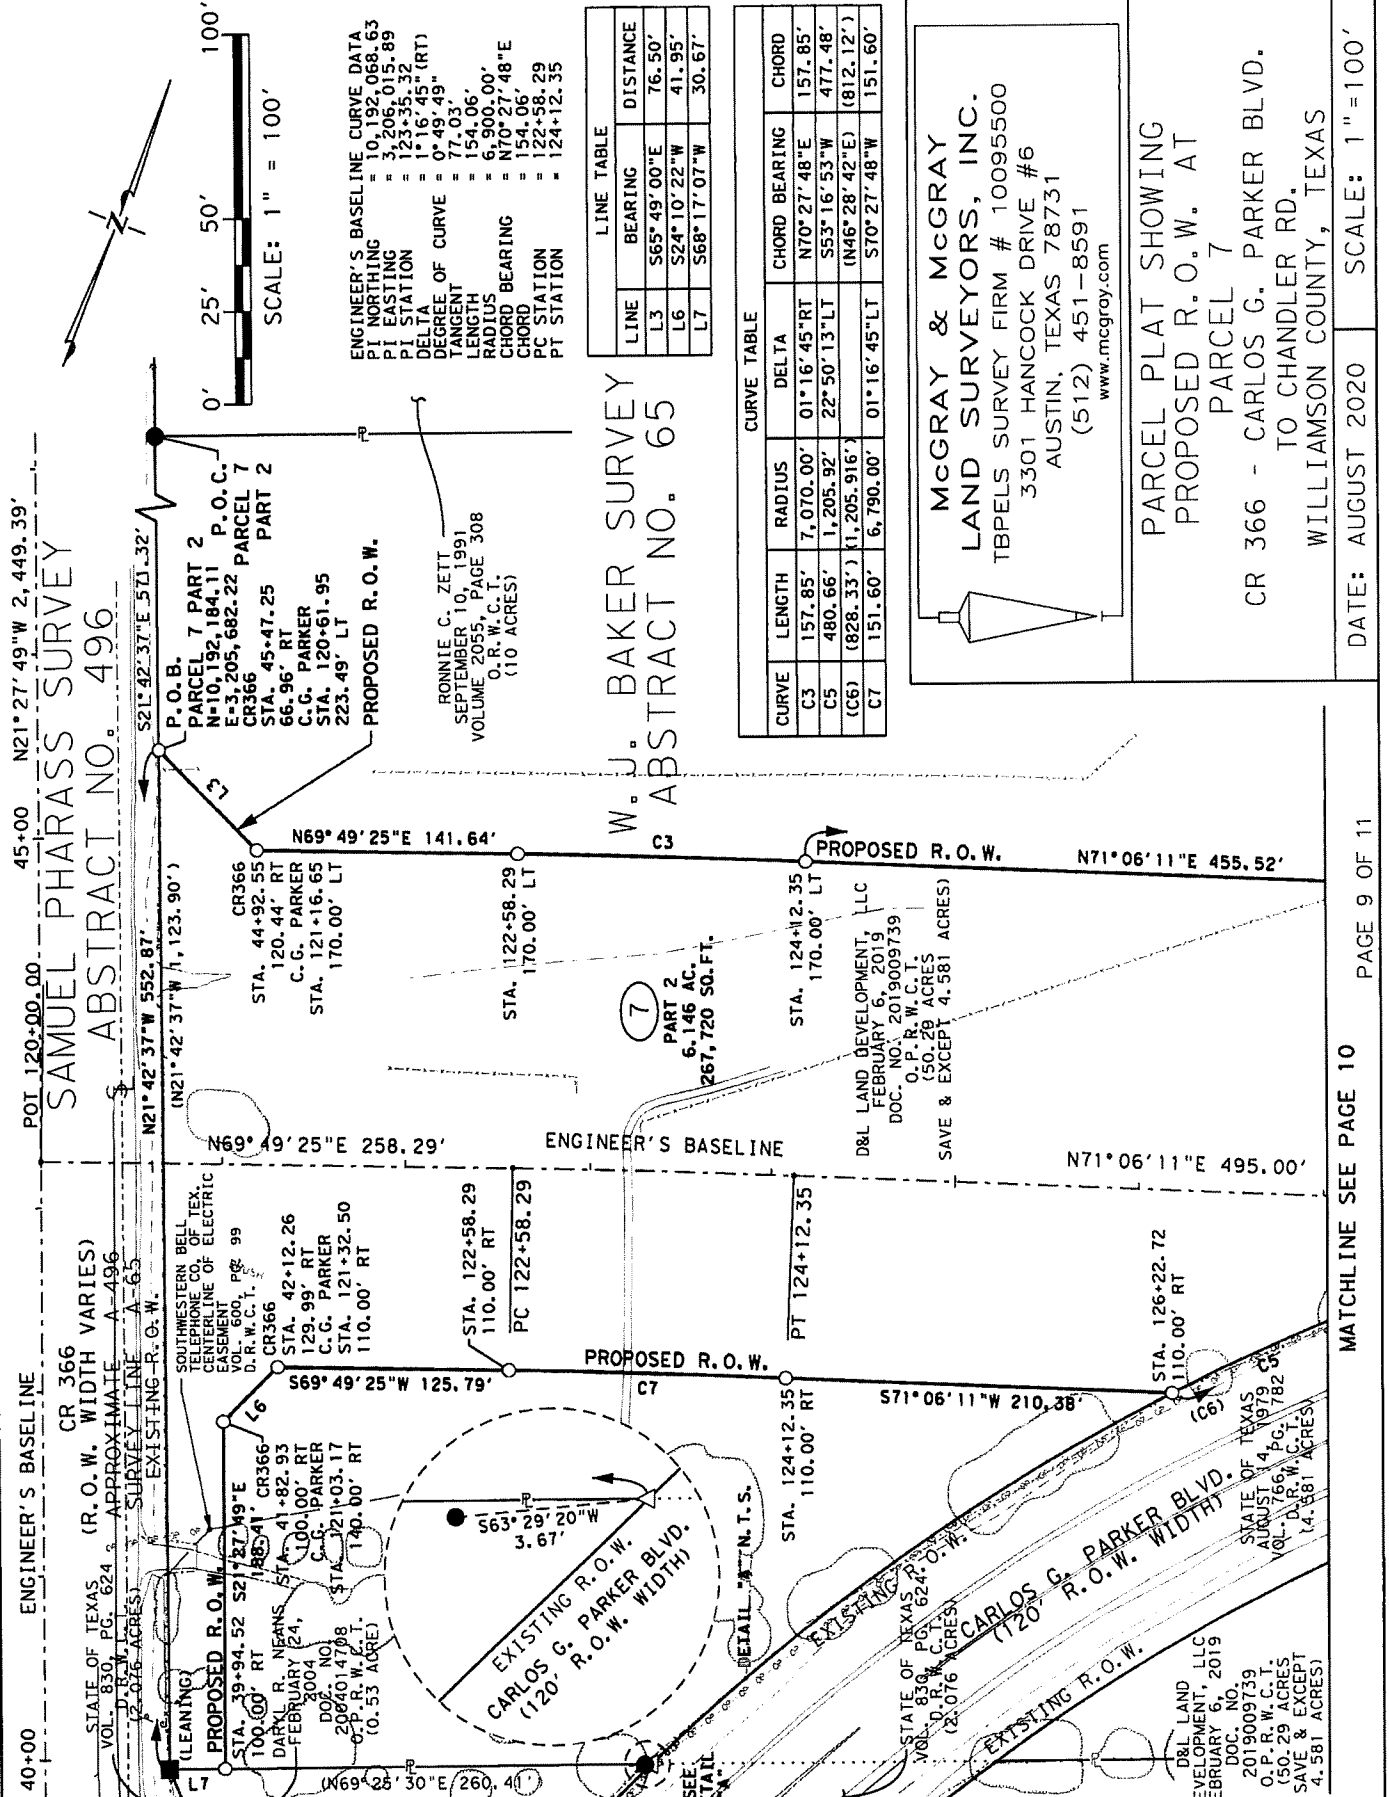 45+00 N21°27'49"W 2,449.39'
POT 120+00.00
40+00 ENGINEER'S BASELINE
SAMUEL PHARASS SURVEY
ABSTRACT NO. 496
CR 366
(R.O.W. WIDTH VARIES)
APPROXIMATE A-496
SURVEY LINE A-65
EXISTING R.O.W.
STATE OF TEXAS
VOL. 830, PG. 624
D.R.W.C.T.
(2.076 ACRES)
S21°42'37"E 571.32'
N21°42'37"W 552.87'
(N21°42'37"W 1,123.90')
P.O.B.
PARCEL 7 PART 2
N=10,192,184.11
E=3,205,682.22
CR366
STA. 45+47.25
66.96' RT
C.G. PARKER
STA. 120+61.95
223.49' LT
P.O.C.
PARCEL 7
PART 2
PROPOSED R.O.W.
L3
0' 25' 50' 100'
SCALE: 1" = 100'
N
ENGINEER'S BASELINE CURVE DATA
PI NORTHING = 10,192,068.63
PI EASTING = 3,206,015.89
PI STATION = 123+35.32
DELTA = 1°16'45"(RT)
DEGREE OF CURVE = 0°49'49"
TANGENT = 77.03'
LENGTH = 154.06'
RADIUS = 6,900.00'
CHORD BEARING = N70°27'48"E
CHORD = 154.06'
PC STATION = 122+58.29
PT STATION = 124+12.35
RONNIE C. ZETT
SEPTEMBER 10, 1991
VOLUME 2055, PAGE 308
O.R.W.C.T.
(10 ACRES)
LINE TABLE
LINE BEARING DISTANCE
L3 S65°49'00"E 76.50'
L6 S24°10'22"W 41.95'
L7 S68°17'07"W 30.67'
W. J. BAKER SURVEY
ABSTRACT NO. 65
CURVE TABLE
CURVE LENGTH RADIUS DELTA CHORD BEARING CHORD
C3 157.85' 7,070.00' 01°16'45"RT N70°27'48"E 157.85'
C5 480.66' 1,205.92' 22°50'13"LT S53°16'53"W 477.48'
(C6) (828.33') (1,205.916') (N46°28'42"E) (812.12')
C7 151.60' 6,790.00' 01°16'45"LT S70°27'48"W 151.60'
N69°49'25"E 141.64'
C3
PROPOSED R.O.W.
N71°06'11"E 455.52'
CR366
STA. 44+92.55
120.44' RT
C.G. PARKER
STA. 121+16.65
170.00' LT
STA. 122+58.29
170.00' LT
STA. 124+12.35
170.00' LT
7
PART 2
6.146 AC.
267,720 SQ.FT.
D&L LAND DEVELOPMENT, LLC
FEBRUARY 6, 2019
DOC. NO. 2019009739
O.P.R.W.C.T.
(50.29 ACRES
SAVE & EXCEPT 4.581 ACRES)
N69°49'25"E 258.29'
ENGINEER'S BASELINE
N71°06'11"E 495.00'
SOUTHWESTERN BELL
TELEPHONE CO. OF TEX.
CENTERLINE OF ELECTRIC
EASEMENT
VOL. 600, PG. 99
D.R.W.C.T.
CR366
STA. 42+12.26
129.99' RT
C.G. PARKER
STA. 121+32.50
110.00' RT
STA. 122+58.29
110.00' RT
PC 122+58.29
PT 124+12.35
STA. 126+22.72
110.00' RT
L6
S69°49'25"W 125.79'
PROPOSED R.O.W.
C7
S71°06'11"W 210.38'
C5
(C6)
STA. 124+12.35
110.00' RT
CR366
STA. 41+82.93
100.00' RT
C.G. PARKER
STA. 121+03.17
140.00' RT
S21°27'49"E
188.41'
(LEANING)
PROPOSED R.O.W.
STA. 39+94.52
100.00' RT
DARYL R. NEANS
FEBRUARY 24,
2004
DOC. NO.
2004014708
O.P.R.W.C.T.
(0.53 ACRE)
L7
(N69°25'30"E 260.41')
S63°29'20"W
3.67'
EXISTING R.O.W.
CARLOS G. PARKER BLVD.
(120' R.O.W. WIDTH)
DETAIL "A" N.T.S.
SEE
DETAIL
"A"
EXISTING R.O.W.
STATE OF TEXAS
VOL. 830, PG. 624
D.R.W.C.T.
(2.076 ACRES)
CARLOS G. PARKER BLVD.
(120' R.O.W. WIDTH)
EXISTING R.O.W.
STATE OF TEXAS
AUGUST 14, 1979
VOL. 766, PG. 782
D.R.W.C.T.
(4.581 ACRES)
D&L LAND
DEVELOPMENT, LLC
FEBRUARY 6, 2019
DOC. NO.
2019009739
O.P.R.W.C.T.
(50.29 ACRES
SAVE & EXCEPT
4.581 ACRES)
MATCHLINE SEE PAGE 10
McGRAY & McGRAY
LAND SURVEYORS, INC.
TBPELS SURVEY FIRM # 10095500
3301 HANCOCK DRIVE #6
AUSTIN, TEXAS 78731
(512) 451-8591
www.mcgray.com
PARCEL PLAT SHOWING
PROPOSED R.O.W. AT
PARCEL 7
CR 366 - CARLOS G. PARKER BLVD.
TO CHANDLER RD.
WILLIAMSON COUNTY, TEXAS
DATE: AUGUST 2020 SCALE: 1"=100'
PAGE 9 OF 11